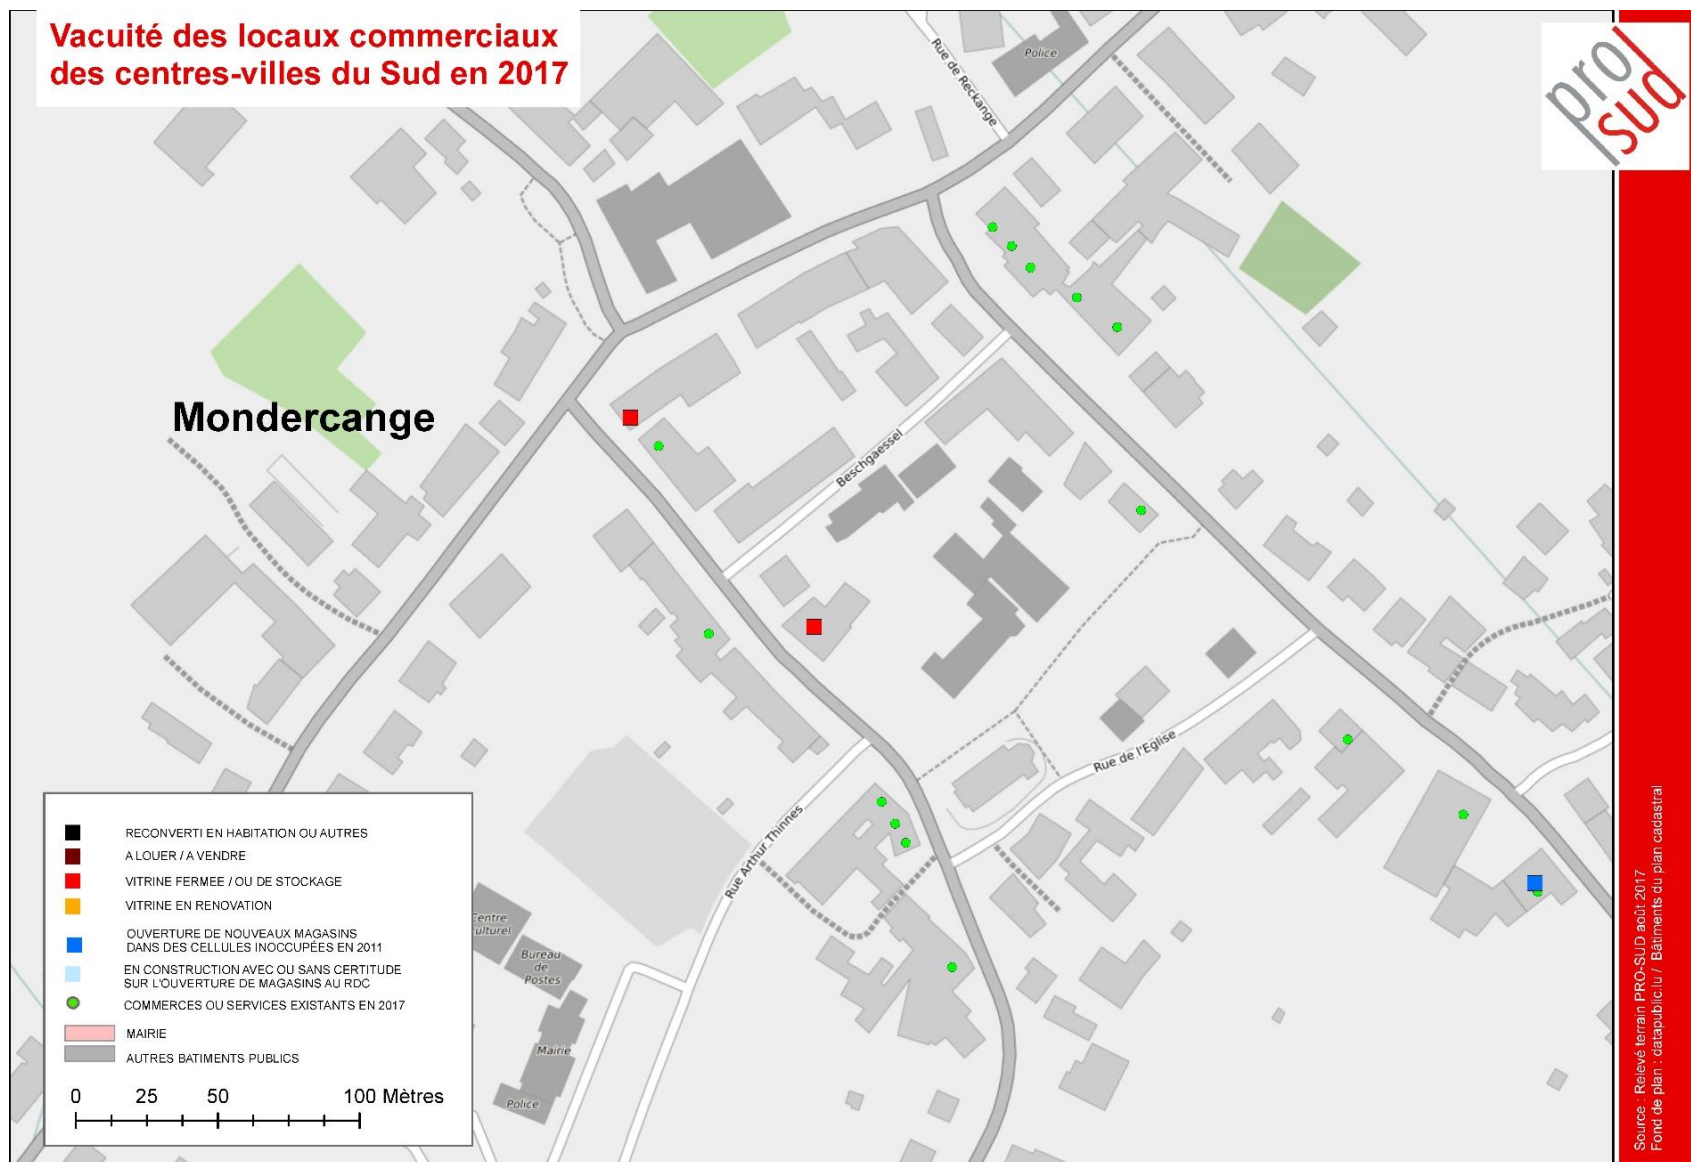 Vacuité des locaux commerciaux
des centres-villes du Sud en 2017
pro
sud
Police
Rue de Reckange
Mondercange
Beschgaessel
Rue de l'Eglise
Rue Arthur Thinnes
Centre
Culturel
Bureau
de
Postes
Mairie
Police
RECONVERTI EN HABITATION OU AUTRES
A LOUER / A VENDRE
VITRINE FERMEE / OU DE STOCKAGE
VITRINE EN RENOVATION
OUVERTURE DE NOUVEAUX MAGASINS
DANS DES CELLULES INOCCUPÉES EN 2011
EN CONSTRUCTION AVEC OU SANS CERTITUDE
SUR L'OUVERTURE DE MAGASINS AU RDC
COMMERCES OU SERVICES EXISTANTS EN 2017
MAIRIE
AUTRES BATIMENTS PUBLICS
0 25 50 100 Mètres
Source : Relevé terrain PRO-SUD août 2017
Fond de plan : datapublic.lu / Bâtiments du plan cadastral